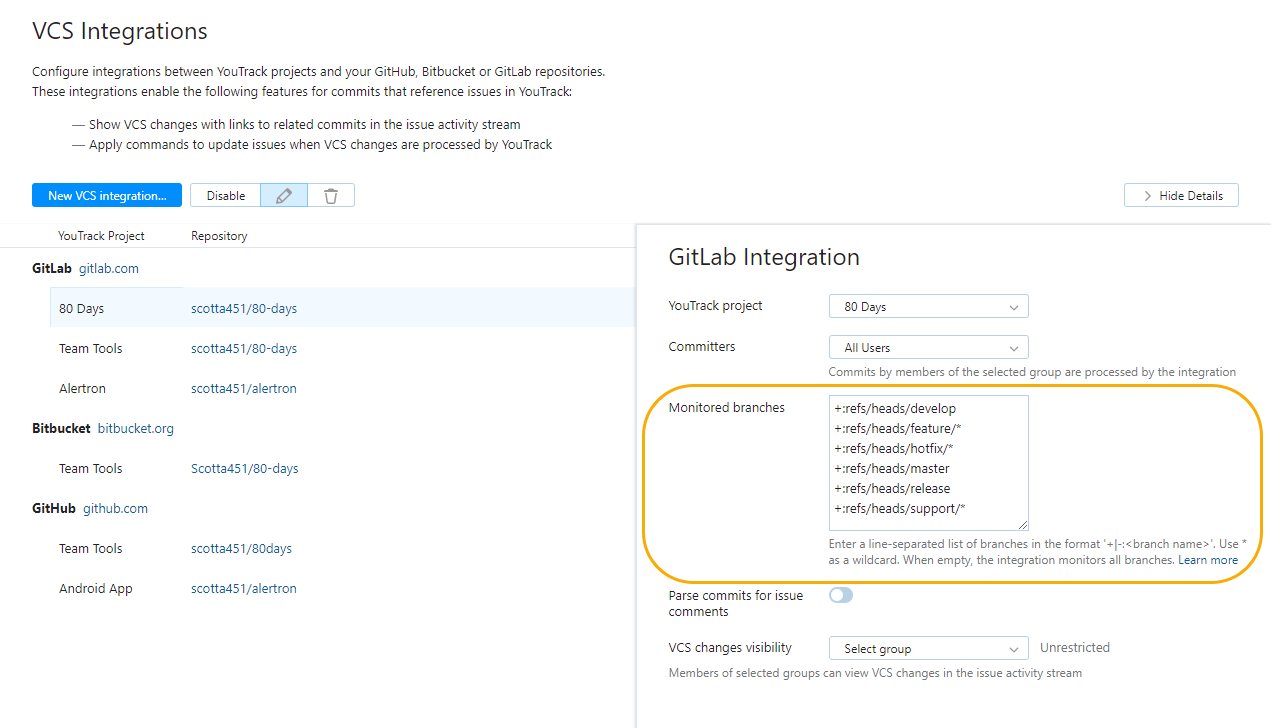 VCS Integrations
Configure integrations between YouTrack projects and your GitHub, Bitbucket or GitLab repositories.
These integrations enable the following features for commits that reference issues in YouTrack:
— Show VCS changes with links to related commits in the issue activity stream
— Apply commands to update issues when VCS changes are processed by YouTrack
New VCS integration...
Disable
Hide Details
YouTrack Project Repository
GitLab gitlab.com
80 Days scotta451/80-days
Team Tools scotta451/80-days
Alertron scotta451/alertron
Bitbucket bitbucket.org
Team Tools Scotta451/80-days
GitHub github.com
Team Tools scotta451/80days
Android App scotta451/alertron
GitLab Integration
YouTrack project 80 Days
Committers All Users
Commits by members of the selected group are processed by the integration
Monitored branches
+:refs/heads/develop
+:refs/heads/feature/*
+:refs/heads/hotfix/*
+:refs/heads/master
+:refs/heads/release
+:refs/heads/support/*
Enter a line-separated list of branches in the format '+|-:<branch name>'. Use *
as a wildcard. When empty, the integration monitors all branches. Learn more
Parse commits for issue
comments
VCS changes visibility Select group Unrestricted
Members of selected groups can view VCS changes in the issue activity stream